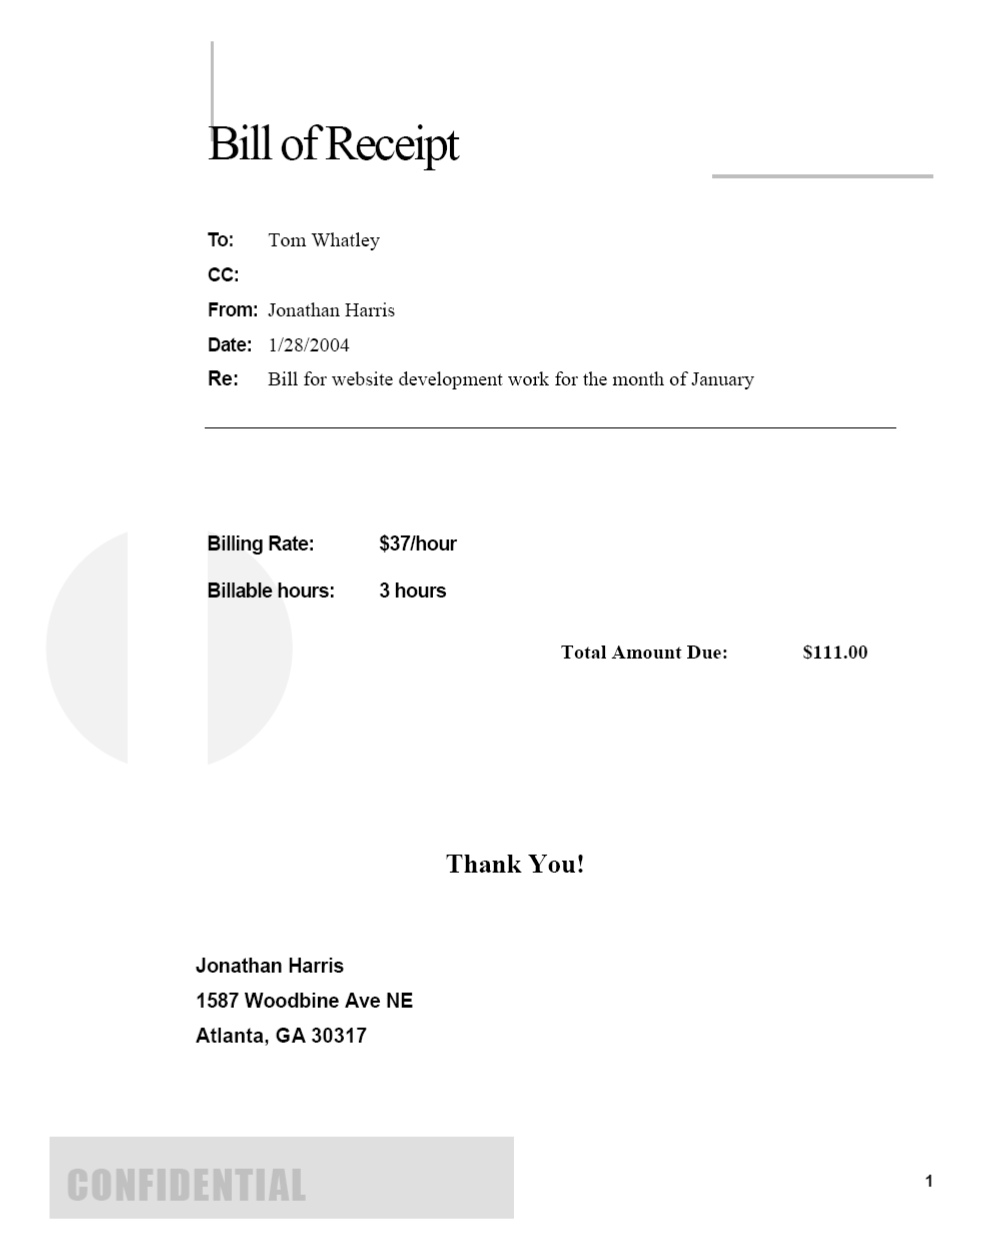 Bill of Receipt
To: Tom Whatley
CC:
From: Jonathan Harris
Date: 1/28/2004
Re: Bill for website development work for the month of January
Billing Rate: $37/hour
Billable hours: 3 hours
Total Amount Due: $111.00
Thank You!
Jonathan Harris
1587 Woodbine Ave NE
Atlanta, GA 30317
CONFIDENTIAL
1